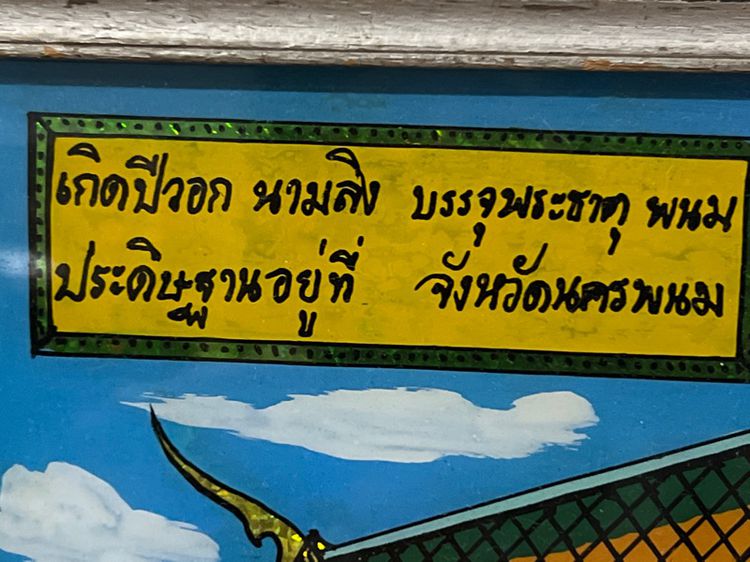 เกิดปีวอก นามลิง บรรจุพระธาตุ พนม
ประดิษฐานอยู่ที่ จังหวัดนครพนม